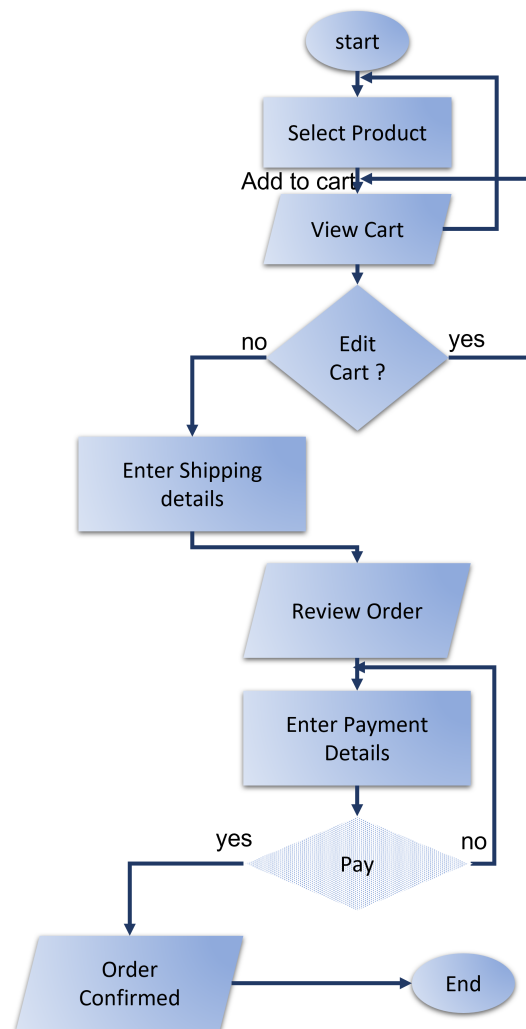 start
Select Product
Add to cart
View Cart
no
Edit
Cart ?
yes
Enter Shipping
details
Review Order
Enter Payment
Details
yes
Pay
no
Order
Confirmed
End